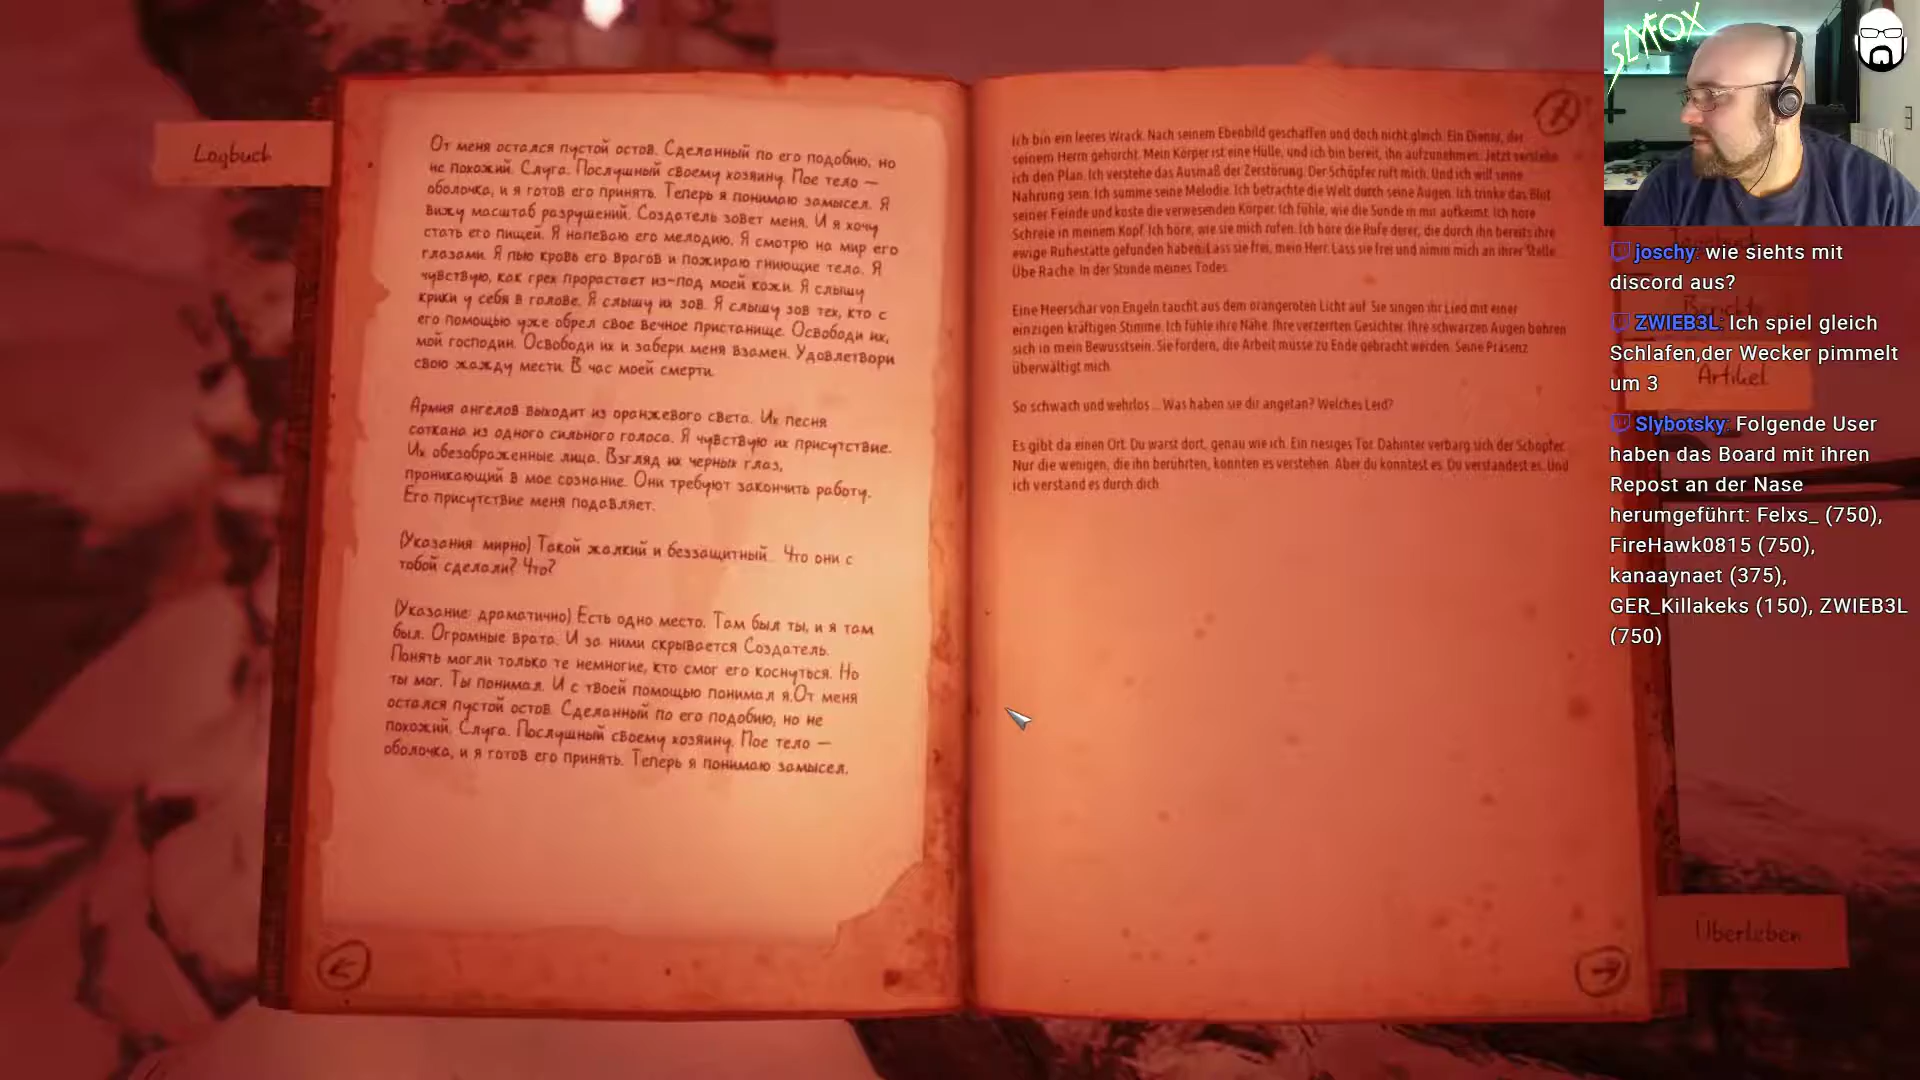 Logbuch
От меня остался пустой остов. Сделанный по его подобию, но
не похожий. Слуга. Послушный своему хозяину. Пое тело —
оболочка, и я готов его принять. Теперь я понимаю замысел. Я
вижу масштаб разрушений. Создатель зовет меня. И я хочу
стать его пищей. Я напеваю его мелодию. Я смотрю на мир его
глазами. Я пью кровь его врагов и пожираю гниющие тела. Я
чувствую, как грех прорастает из-под моей кожи. Я слышу
крики у себя в голове. Я слышу их зов. Я слышу зов тех, кто с
его помощью уже обрел свое вечное пристанище. Освободи их,
мой господин. Освободи их и забери меня взамен. Удовлетвори
свою жажду мести. В час моей смерти.
Армия ангелов выходит из оранжевого света. Их песня
соткана из одного сильного голоса. Я чувствую их присутствие.
Их обезображенные лица. Взгляд их черных глаз,
проникающий в мое сознание. Они требуют закончить работу.
Его присутствие меня подавляет.
(Указания: мирно) Такой жалкий и беззащитный... Что они с
тобой сделали? Что?
(Указание: драматично) Есть одно место. Там был ты, и я там
был. Огромные врата. И за ними скрывается Создатель.
Понять могли только те немногие, кто смог его коснуться. Но
ты мог. Ты понимал. И с твоей помощью понимал я.От меня
остался пустой остов. Сделанный по его подобию, но не
похожий. Слуга. Послушный своему хозяину. Пое тело —
оболочка, и я готов его принять. Теперь я понимаю замысел.
Ich bin ein leeres Wrack. Nach seinem Ebenbild geschaffen und doch nicht gleich. Ein Diener, der
seinem Herrn gehorcht. Mein Körper ist eine Hülle, und ich bin bereit, ihn aufzunehmen. Jetzt verstehe
ich den Plan. Ich verstehe das Ausmaß der Zerstörung. Der Schöpfer ruft mich. Und ich will seine
Nahrung sein. Ich summe seine Melodie. Ich betrachte die Welt durch seine Augen. Ich trinke das Blut
seiner Feinde und koste die verwesenden Körper. Ich fühle, wie die Sünde in mir aufkeimt. Ich höre
Schreie in meinem Kopf. Ich höre, wie sie mich rufen. Ich höre die Rufe derer, die durch ihn bereits ihre
ewige Ruhestätte gefunden haben. Lass sie frei, mein Herr. Lass sie frei und nimm mich an ihrer Stelle.
Übe Rache. In der Stunde meines Todes.
Eine Heerschar von Engeln taucht aus dem orangeroten Licht auf. Sie singen ihr Lied mit einer
einzigen kräftigen Stimme. Ich fühle ihre Nähe. Ihre verzerrten Gesichter. Ihre schwarzen Augen bohren
sich in mein Bewusstsein. Sie fordern, die Arbeit müsse zu Ende gebracht werden. Seine Präsenz
überwältigt mich.
So schwach und wehrlos ... Was haben sie dir angetan? Welches Leid?
Es gibt da einen Ort. Du warst dort, genau wie ich. Ein riesiges Tor. Dahinter verbarg sich der Schöpfer.
Nur die wenigen, die ihn berührten, konnten es verstehen. Aber du konntest es. Du verstandest es. Und
ich verstand es durch dich.
Artikel
Überleben
SLYFOX
joschy: wie siehts mit
discord aus?
ZWIEB3L: Ich spiel gleich
Schlafen,der Wecker pimmelt
um 3
Slybotsky: Folgende User
haben das Board mit ihren
Repost an der Nase
herumgeführt: Felxs_ (750),
FireHawk0815 (750),
kanaaynaet (375),
GER_Killakeks (150), ZWIEB3L
(750)